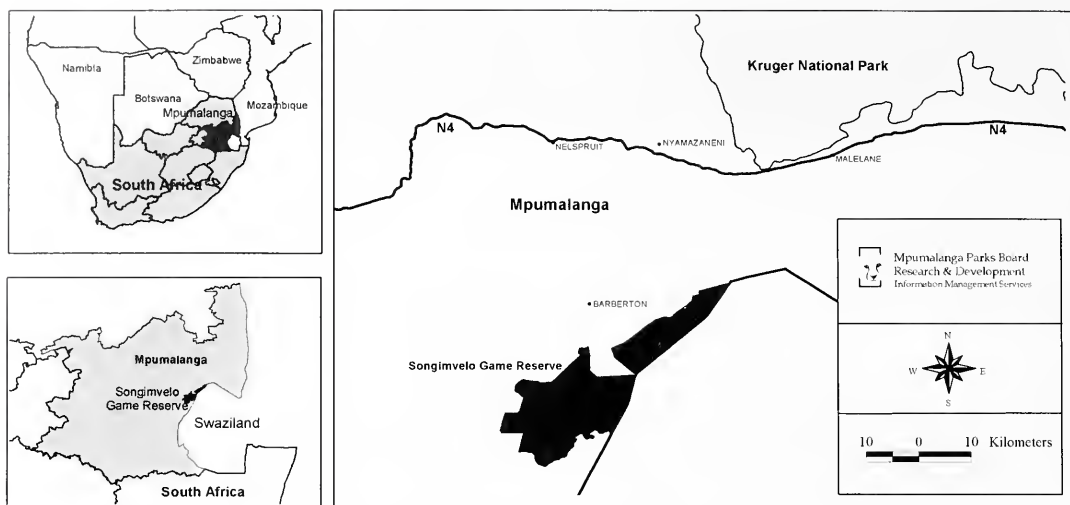 Namibia
Zimbabwe
Botswana
Mozambique
Mpumalanga
South Africa
Mpumalanga
Songimvelo
Game Reserve
Swaziland
South Africa
Kruger National Park
N4
N4
NELSPRUIT
NYAMAZANENI
MALELANE
Mpumalanga
BARBERTON
Songimvelo Game Reserve
Mpumalanga Parks Board
Research & Development
Information Management Services
N
W E
S
10 0 10 Kilometers